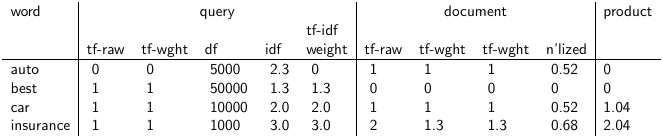 word query document product
tf-idf
tf-raw tf-wght df idf weight tf-raw tf-wght tf-wght n'lized
auto 0 0 5000 2.3 0 1 1 1 0.52 0
best 1 1 50000 1.3 1.3 0 0 0 0 0
car 1 1 10000 2.0 2.0 1 1 1 0.52 1.04
insurance 1 1 1000 3.0 3.0 2 1.3 1.3 0.68 2.04